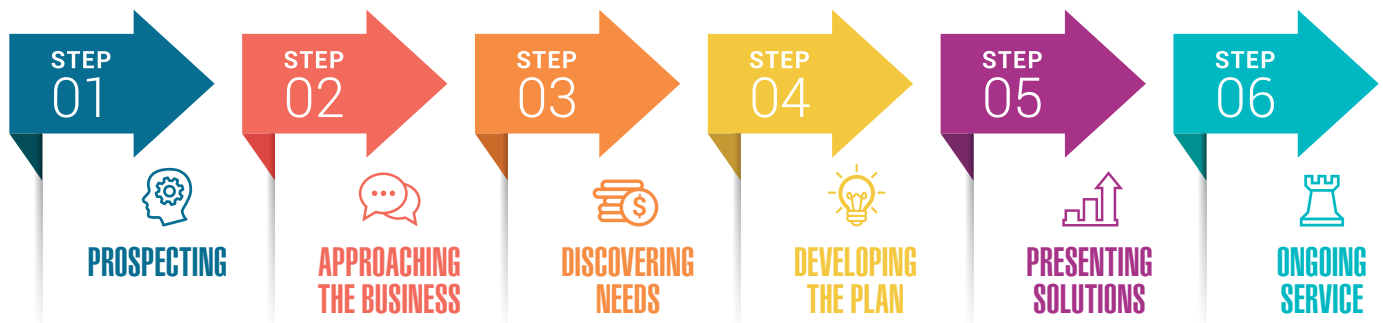 STEP
01
PROSPECTING
STEP
02
APPROACHING
THE BUSINESS
STEP
03
$
DISCOVERING
NEEDS
STEP
04
DEVELOPING
THE PLAN
STEP
05
PRESENTING
SOLUTIONS
STEP
06
ONGOING
SERVICE